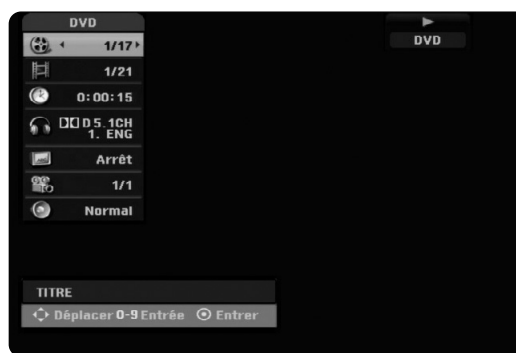 DVD
1/17
1/21
0:00:15
D 5.1CH
1. ENG
Arrêt
1/1
Normal
DVD
TITRE
Déplacer 0-9 Entrée Entrer